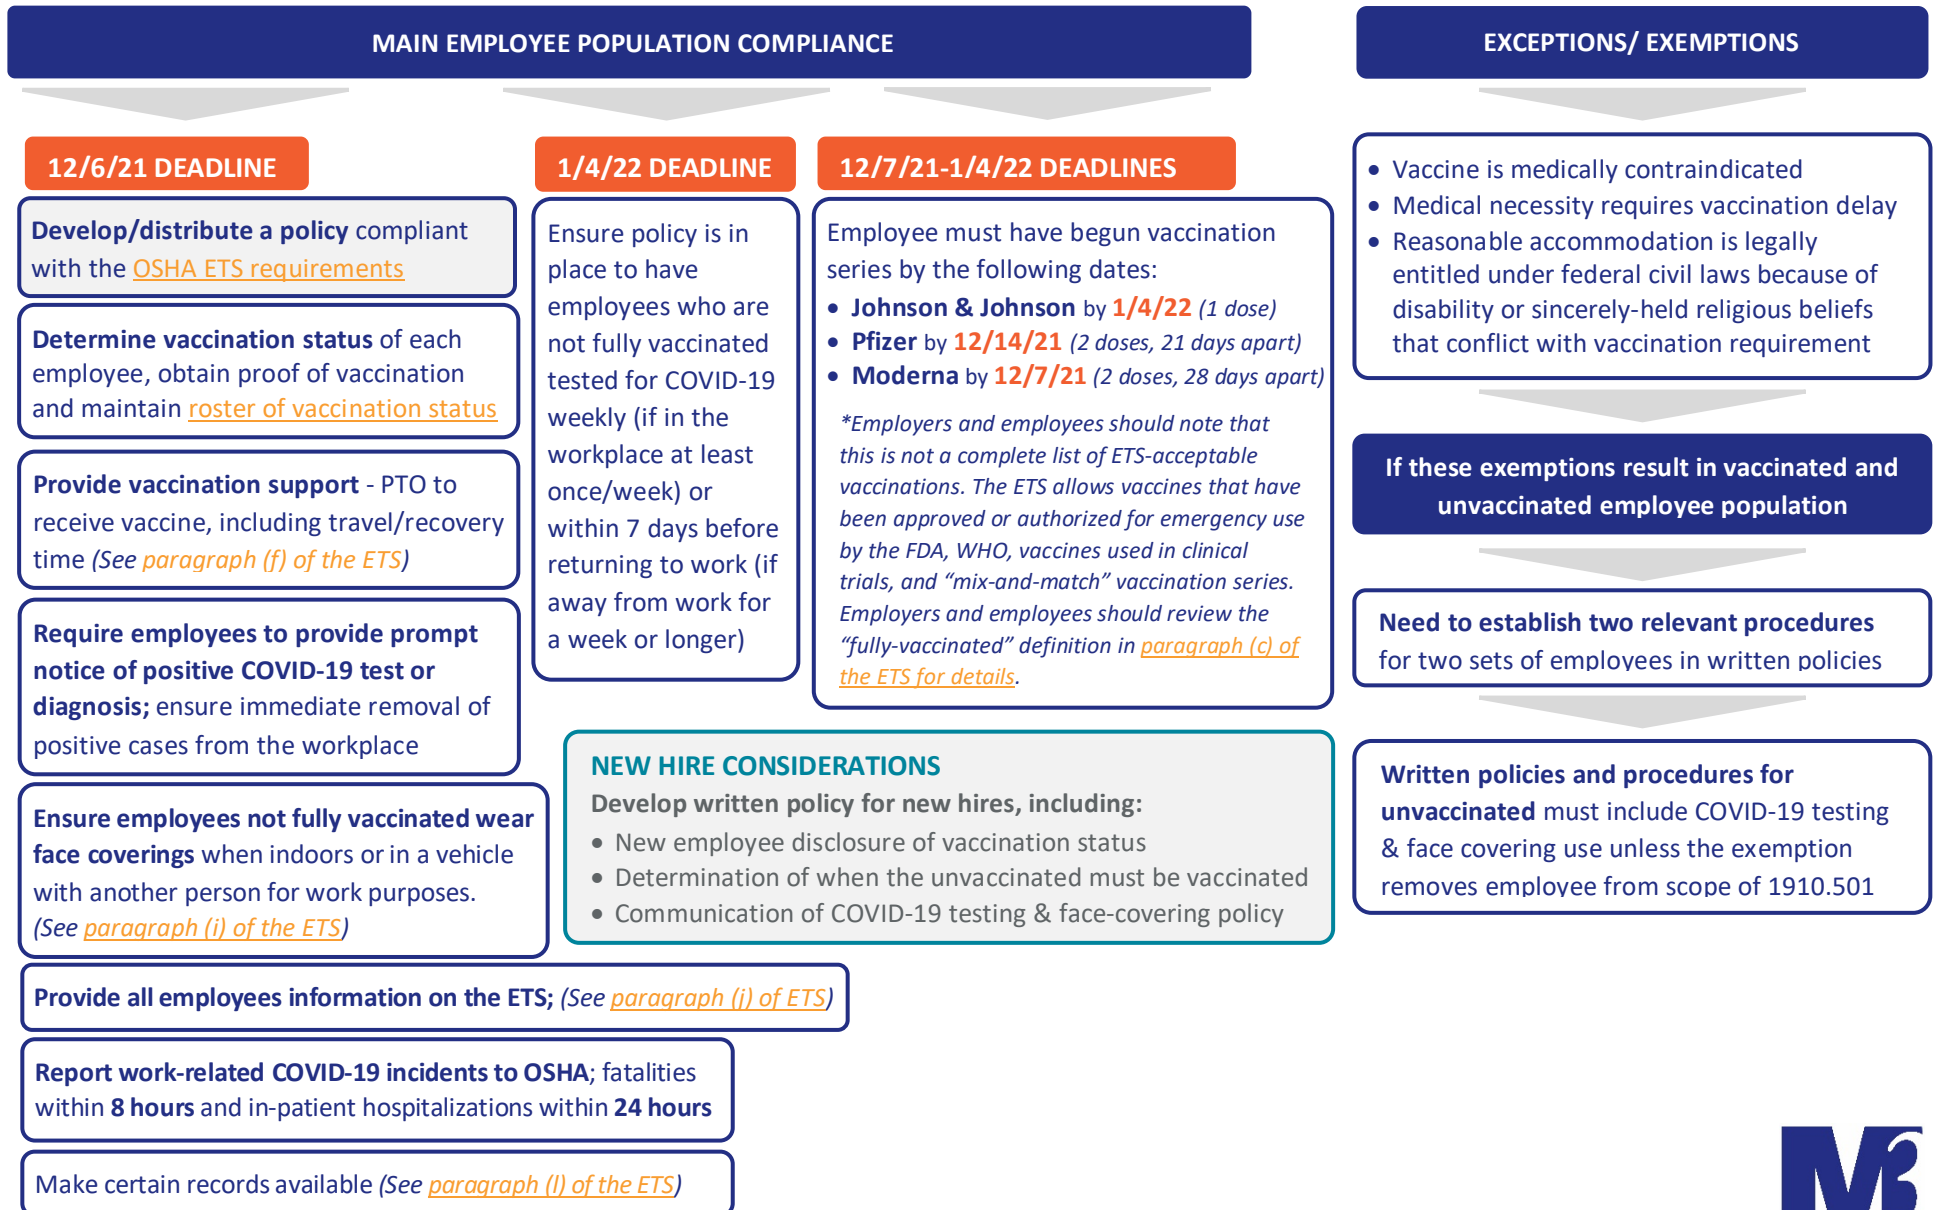 MAIN EMPLOYEE POPULATION COMPLIANCE
12/6/21 DEADLINE
Develop/distribute a policy compliant
with the OSHA ETS requirements
Determine vaccination status of each
employee, obtain proof of vaccination
and maintain roster of vaccination status
Provide vaccination support - PTO to
receive vaccine, including travel/recovery
time (See paragraph (f) of the ETS)
Require employees to provide prompt
notice of positive COVID-19 test or
diagnosis; ensure immediate removal of
positive cases from the workplace
Ensure employees not fully vaccinated wear
face coverings when indoors or in a vehicle
with another person for work purposes.
(See paragraph (i) of the ETS)
Provide all employees information on the ETS; (See paragraph (j) of ETS)
Report work-related COVID-19 incidents to OSHA; fatalities
within 8 hours and in-patient hospitalizations within 24 hours
Make certain records available (See paragraph (l) of the ETS)
1/4/22 DEADLINE
Ensure policy is in
place to have
employees who are
not fully vaccinated
tested for COVID-19
weekly (if in the
workplace at least
once/week) or
within 7 days before
returning to work (if
away from work for
a week or longer)
12/7/21-1/4/22 DEADLINES
Employee must have begun vaccination
series by the following dates:
• Johnson & Johnson by 1/4/22 (1 dose)
• Pfizer by 12/14/21 (2 doses, 21 days apart)
• Moderna by 12/7/21 (2 doses, 28 days apart)
*Employers and employees should note that
this is not a complete list of ETS-acceptable
vaccinations. The ETS allows vaccines that have
been approved or authorized for emergency use
by the FDA, WHO, vaccines used in clinical
trials, and “mix-and-match” vaccination series.
Employers and employees should review the
“fully-vaccinated” definition in paragraph (c) of
the ETS for details.
NEW HIRE CONSIDERATIONS
Develop written policy for new hires, including:
• New employee disclosure of vaccination status
• Determination of when the unvaccinated must be vaccinated
• Communication of COVID-19 testing & face-covering policy
EXCEPTIONS/ EXEMPTIONS
• Vaccine is medically contraindicated
• Medical necessity requires vaccination delay
• Reasonable accommodation is legally
entitled under federal civil laws because of
disability or sincerely-held religious beliefs
that conflict with vaccination requirement
If these exemptions result in vaccinated and
unvaccinated employee population
Need to establish two relevant procedures
for two sets of employees in written policies
Written policies and procedures for
unvaccinated must include COVID-19 testing
& face covering use unless the exemption
removes employee from scope of 1910.501
M3